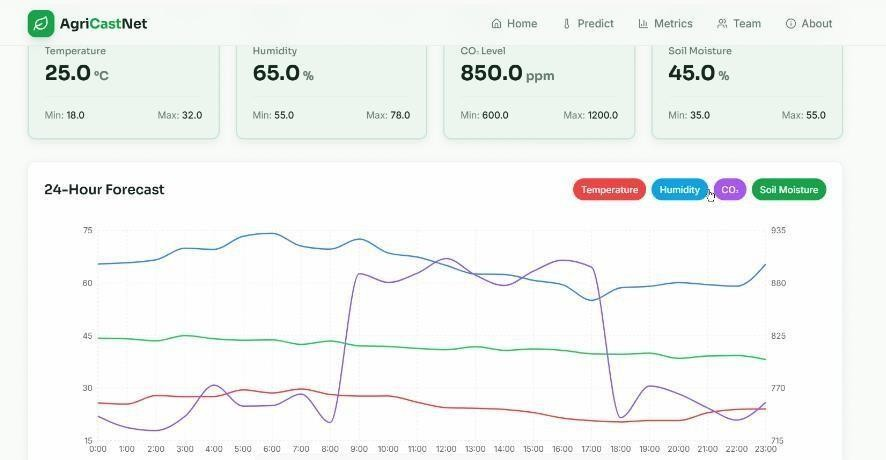 AgriCastNet
Home Predict Metrics Team About
Temperature Humidity CO₂ Level Soil Moisture
25.0 °C 65.0 % 850.0 ppm 45.0 %
Min: 18.0 Max: 32.0 Min: 55.0 Max: 78.0 Min: 600.0 Max: 1200.0 Min: 35.0 Max: 55.0
24-Hour Forecast Temperature Humidity CO₂ Soil Moisture
75 935
60 880
45 825
30 770
15 715
0:00 1:00 2:00 3:00 4:00 5:00 6:00 7:00 8:00 9:00 10:00 11:00 12:00 13:00 14:00 15:00 16:00 17:00 18:00 19:00 20:00 21:00 22:00 23:00